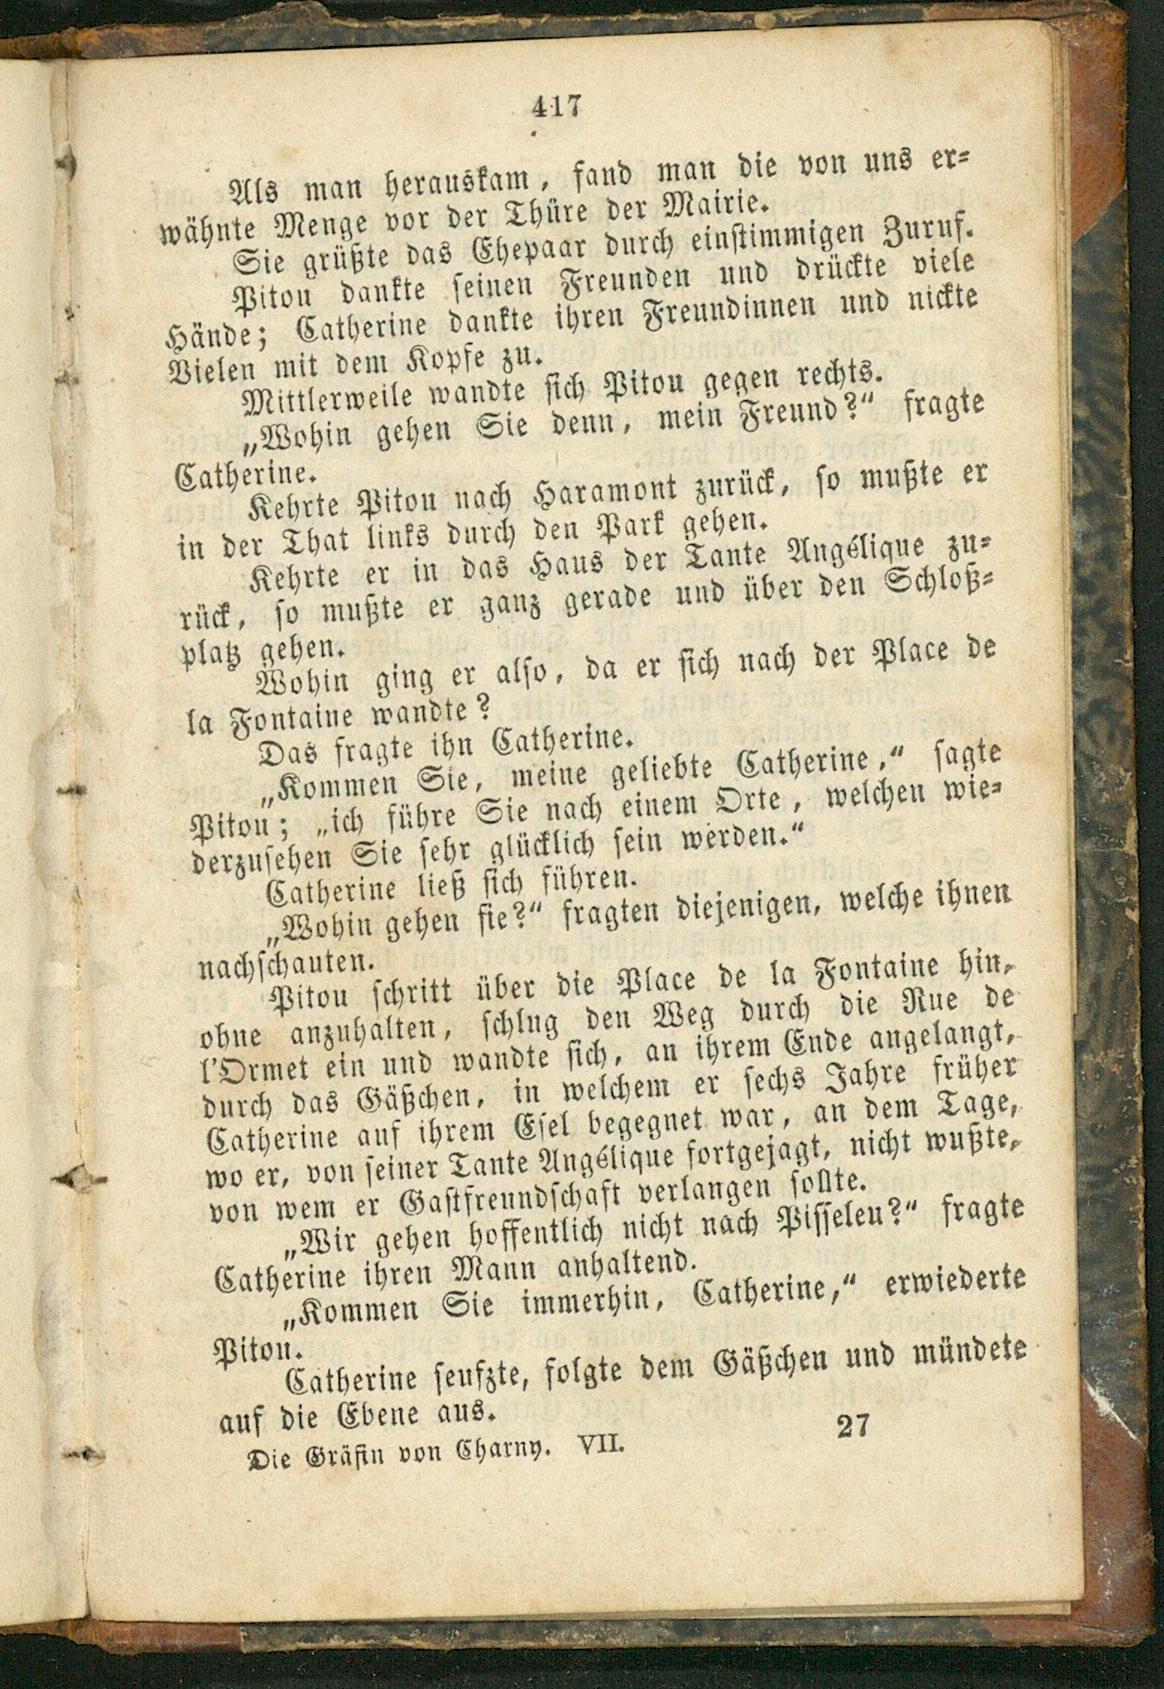 417
Als man herauskam, fand man die von uns er-
wähnte Menge vor der Thüre der Mairie.
Sie grüßte das Ehepaar durch einstimmigen Zuruf.
Pitou dankte seinen Freunden und drückte viele
Hände; Catherine dankte ihren Freundinnen und nickte
Vielen mit dem Kopfe zu.
Mittlerweile wandte sich Pitou gegen rechts.
„Wohin gehen Sie denn, mein Freund?“ fragte
Catherine.
Kehrte Pitou nach Haramont zurück, so mußte er
in der That links durch den Park gehen.
Kehrte er in das Haus der Tante Angélique zu-
rück, so mußte er ganz gerade und über den Schloß-
platz gehen.
Wohin ging er also, da er sich nach der Place de
la Fontaine wandte?
Das fragte ihn Catherine.
„Kommen Sie, meine geliebte Catherine,“ sagte
Pitou; „ich führe Sie nach einem Orte, welchen wie-
derzusehen Sie sehr glücklich sein werden.“
Catherine ließ sich führen.
„Wohin gehen sie?“ fragten diejenigen, welche ihnen
nachschauten.
Pitou schritt über die Place de la Fontaine hin,
ohne anzuhalten, schlug den Weg durch die Rue de
l'Ormet ein und wandte sich, an ihrem Ende angelangt,
durch das Gäßchen, in welchem er sechs Jahre früher
Catherine auf ihrem Esel begegnet war, an dem Tage,
wo er, von seiner Tante Angélique fortgejagt, nicht wußte,
von wem er Gastfreundschaft verlangen sollte.
„Wir gehen hoffentlich nicht nach Pisseleu?“ fragte
Catherine ihren Mann anhaltend.
„Kommen Sie immerhin, Catherine,“ erwiederte
Pitou.
Catherine seufzte, folgte dem Gäßchen und mündete
auf die Ebene aus.
Die Gräfin von Charny. VII. 27